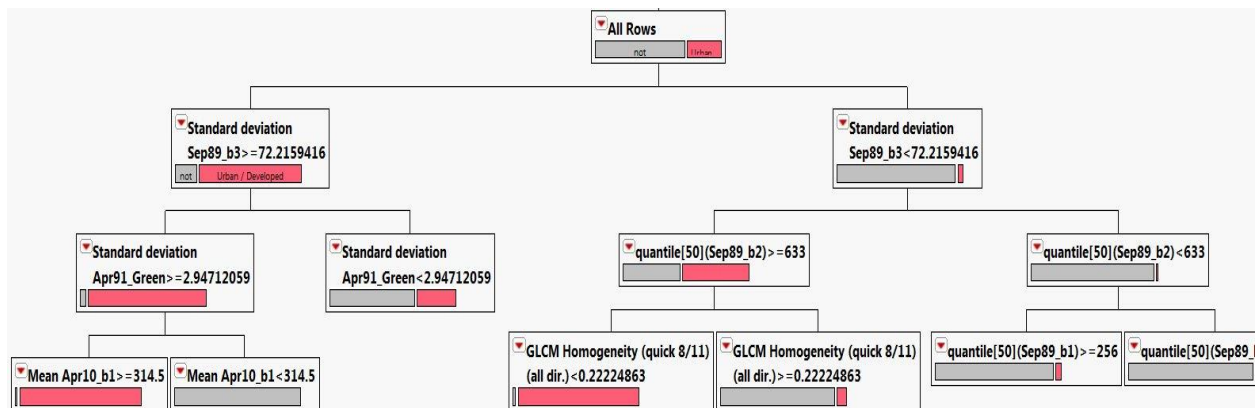 All Rows
not Urban
Standard deviation
Sep89_b3>=72.2159416
not Urban / Developed
Standard deviation
Sep89_b3<72.2159416
Standard deviation
Apr91_Green>=2.94712059
Standard deviation
Apr91_Green<2.94712059
quantile[50](Sep89_b2)>=633
quantile[50](Sep89_b2)<633
Mean Apr10_b1>=314.5
Mean Apr10_b1<314.5
GLCM Homogeneity (quick 8/11)
(all dir.)<0.22224863
GLCM Homogeneity (quick 8/11)
(all dir.)>=0.22224863
quantile[50](Sep89_b1)>=256
quantile[50](Sep89_